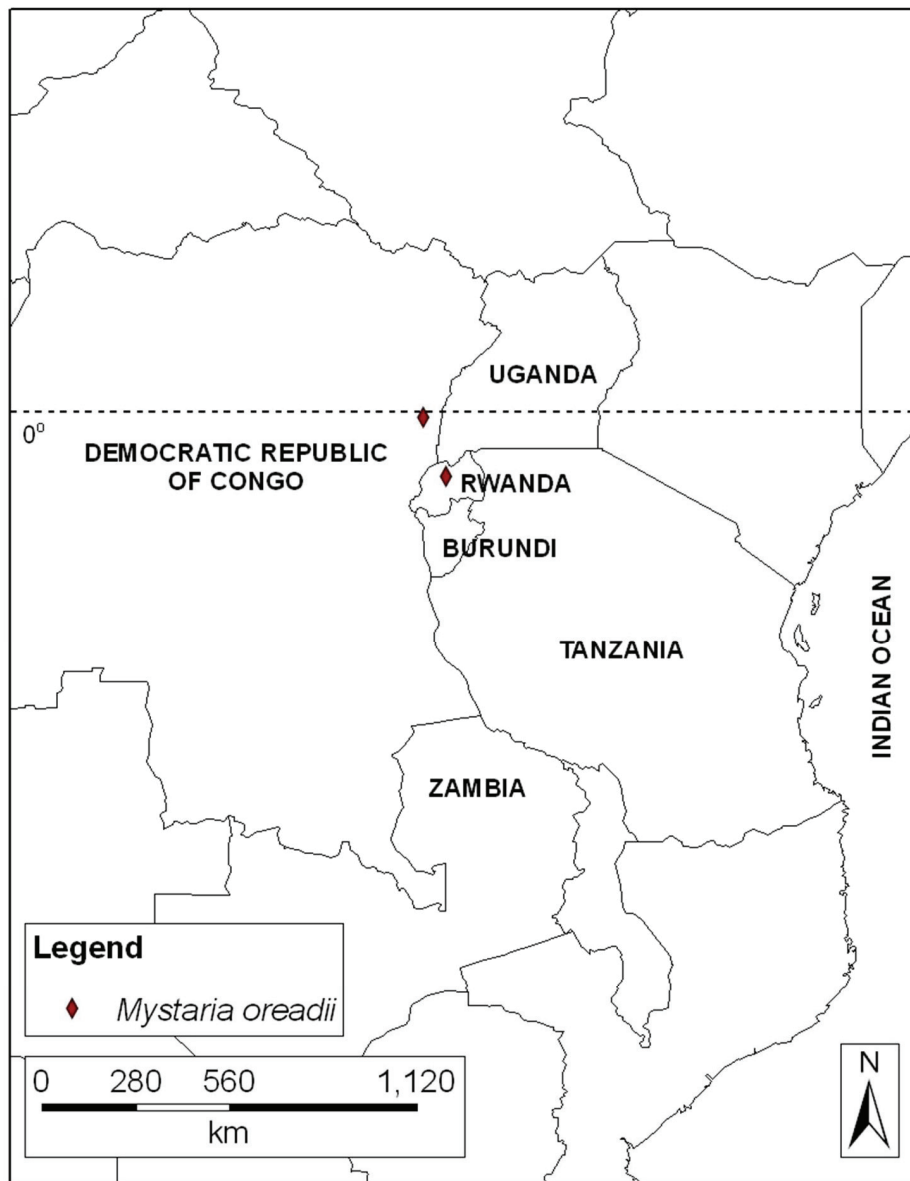 UGANDA
0°
DEMOCRATIC REPUBLIC
OF CONGO
RWANDA
BURUNDI
TANZANIA
INDIAN OCEAN
ZAMBIA
Legend
Mystaria oreadii
0 280 560 1,120
km
N